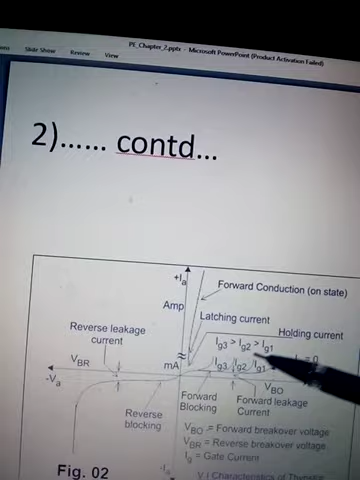 PE_Chapter_2.pptx - Microsoft PowerPoint (Product Activation Failed)
Slide Show Review View
2)...... contd...
+Ia
Forward Conduction (on state)
Amp
Latching current
Reverse leakage
current
Holding current
Ig3 > Ig2 > Ig1
VBR
mA
Ig3 Ig2 Ig1
= 0
-Va
VBO
Reverse
blocking
Forward
Blocking
Forward leakage
Current
VBO = Forward breakover voltage
VBR = Reverse breakover voltage
Ig = Gate Current
Fig. 02
-Ia
V I Characteristics of